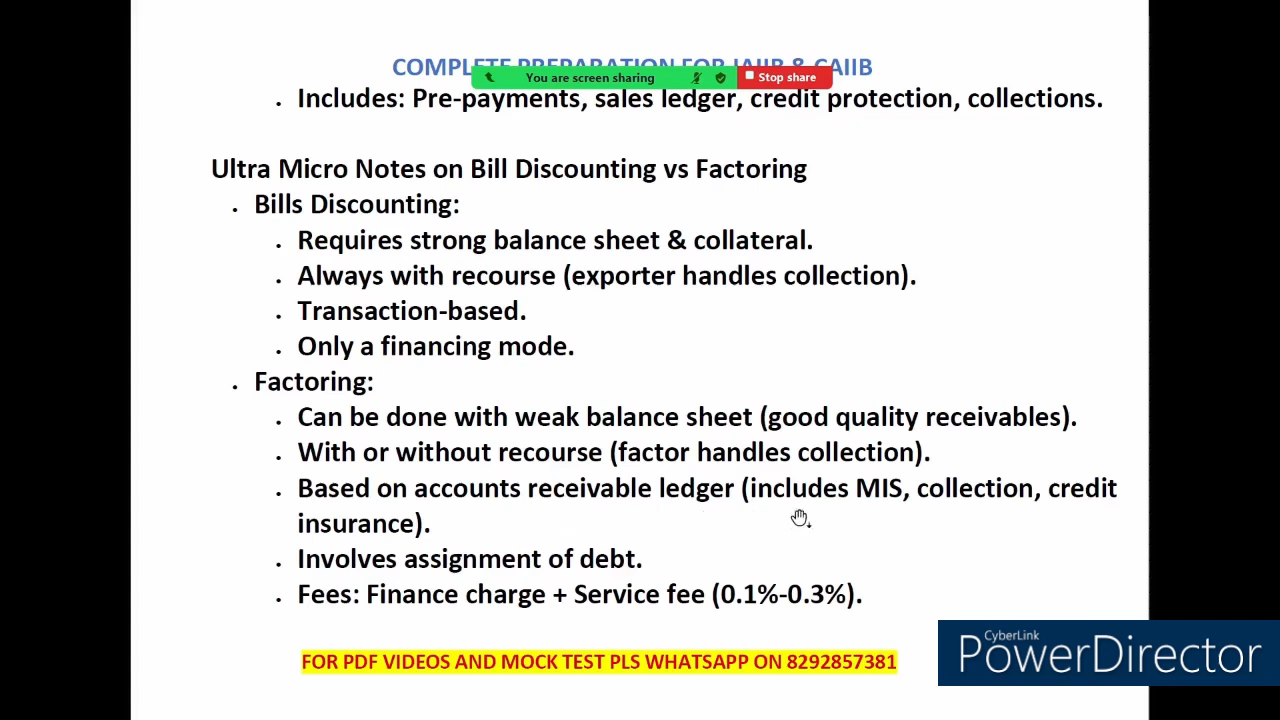 COMPLETE PREPARATION FOR JAIIB & CAIIB
You are screen sharing
Stop share
. Includes: Pre-payments, sales ledger, credit protection, collections.
Ultra Micro Notes on Bill Discounting vs Factoring
. Bills Discounting:
. Requires strong balance sheet & collateral.
. Always with recourse (exporter handles collection).
. Transaction-based.
. Only a financing mode.
. Factoring:
. Can be done with weak balance sheet (good quality receivables).
. With or without recourse (factor handles collection).
. Based on accounts receivable ledger (includes MIS, collection, credit
insurance).
. Involves assignment of debt.
. Fees: Finance charge + Service fee (0.1%-0.3%).
FOR PDF VIDEOS AND MOCK TEST PLS WHATSAPP ON 8292857381
CyberLink
PowerDirector